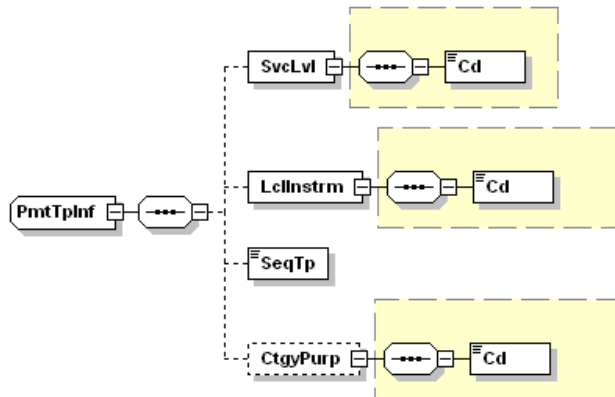 SvcLvl
Cd
LclInstrm
Cd
PmtTpInf
SeqTp
CtgyPurp
Cd